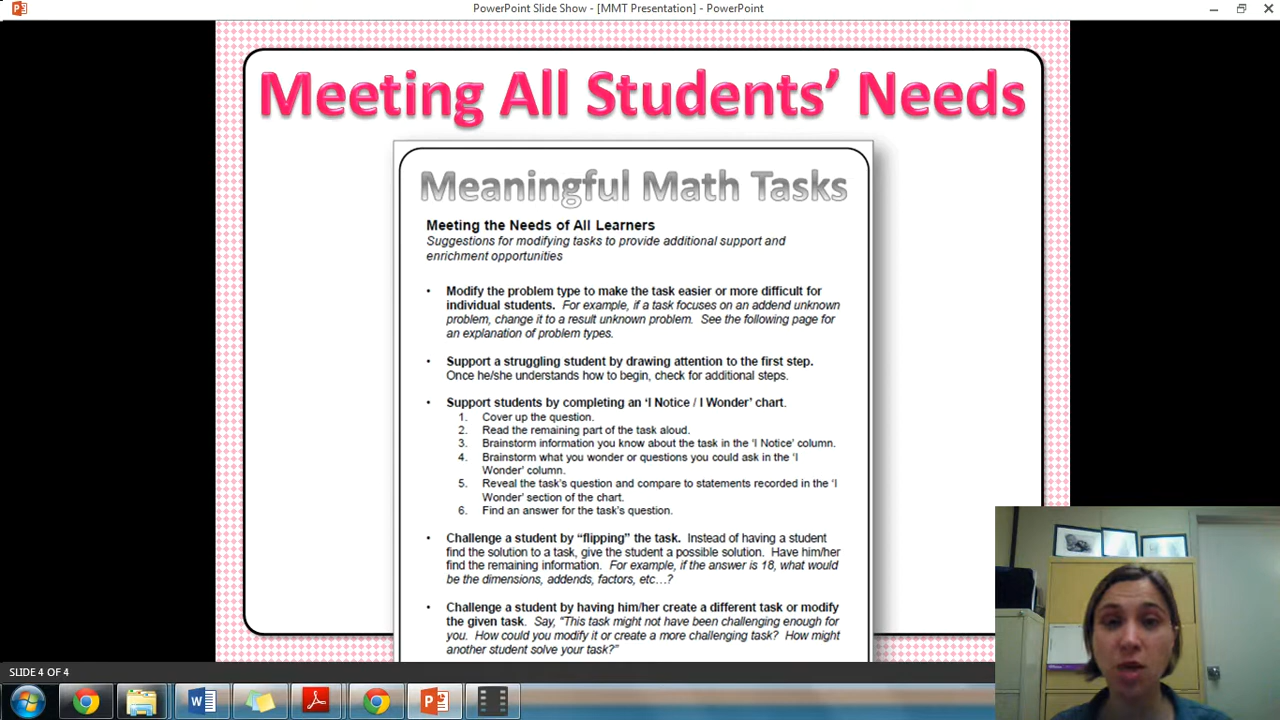 PowerPoint Slide Show - [MMT Presentation] - PowerPoint
Meeting All Students’ Needs
Meaningful Math Tasks
Meeting the Needs of All Learners
Suggestions for modifying tasks to provide additional support and
enrichment opportunities
• Modify the problem type to make the task easier or more difficult for
individual students. For example, if a task focuses on an addend unknown
problem, change it to a result unknown problem. See the following page for
an explanation of problem types.
• Support a struggling student by drawing attention to the first step.
Once he/she understands how to begin, check for additional steps.
• Support students by completing an ‘I Notice / I Wonder’ chart.
1. Cover up the question.
2. Read the remaining part of the task aloud.
3. Brainstorm information you know about the task in the ‘I Notice’ column.
4. Brainstorm what you wonder or questions you could ask in the ‘I
Wonder’ column.
5. Reveal the task’s question and compare to statements recorded in the ‘I
Wonder’ section of the chart.
6. Find an answer for the task’s question.
• Challenge a student by “flipping” the task. Instead of having a student
find the solution to a task, give the student a possible solution. Have him/her
find the remaining information. For example, if the answer is 18, what would
be the dimensions, addends, factors, etc…?
• Challenge a student by having him/her create a different task or modify
the given task. Say, “This task might not have been challenging enough for
you. How could you modify it or create a more challenging task? How might
another student solve your task?”
SLIDE 4 OF 4